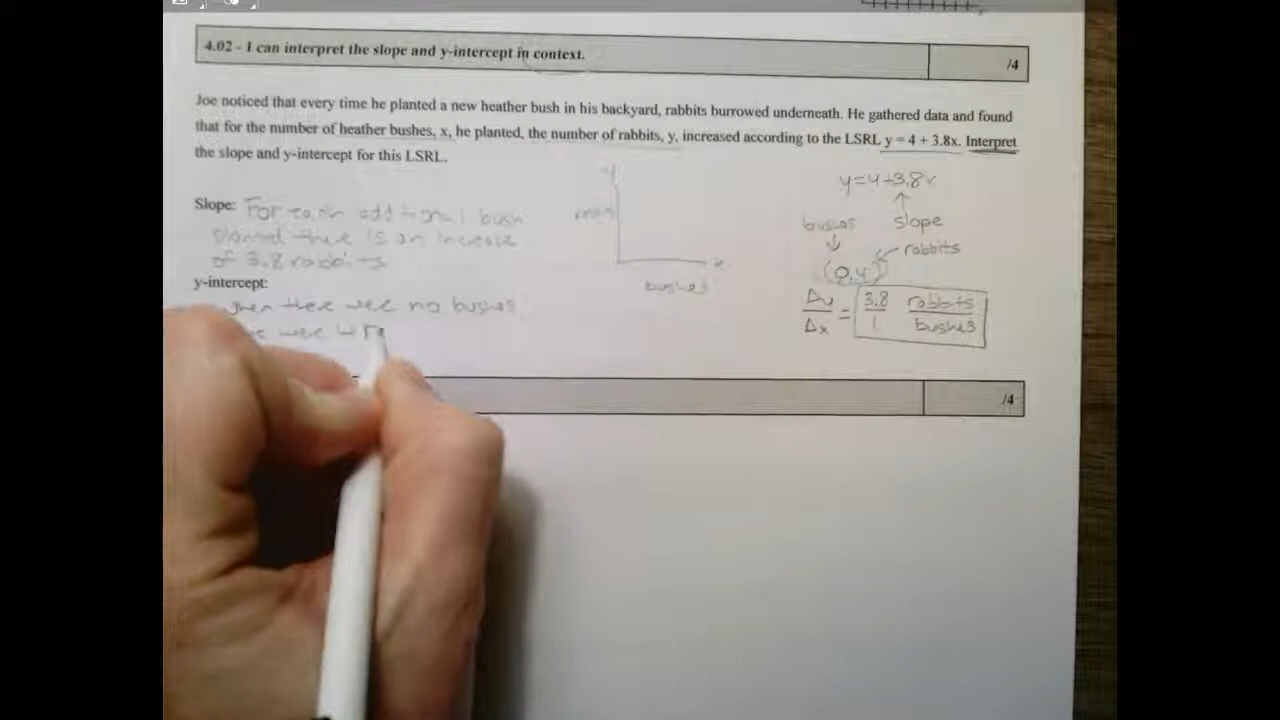 4.02 - I can interpret the slope and y-intercept in context.
/4
Joe noticed that every time he planted a new heather bush in his backyard, rabbits burrowed underneath. He gathered data and found
that for the number of heather bushes, x, he planted, the number of rabbits, y, increased according to the LSRL y = 4 + 3.8x. Interpret
the slope and y-intercept for this LSRL.
Slope: For each additional bush
planted there is an increase
of 3.8 rabbits
y-intercept:
when there were no bushes
were 4
y
x
bushes
y=4+3.8x
slope
bushes
rabbits
(0,4)
Δy/Δx = 3.8/1 rabbits/bushes
/4